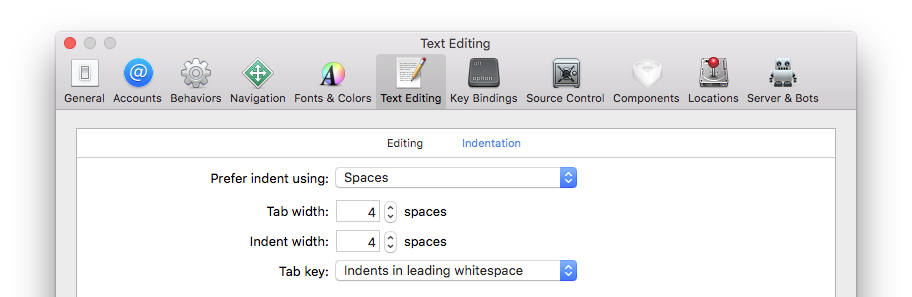 Text Editing
General Accounts Behaviors Navigation Fonts & Colors Text Editing Key Bindings Source Control Components Locations Server & Bots
Editing Indentation
Prefer indent using: Spaces
Tab width: 4 spaces
Indent width: 4 spaces
Tab key: Indents in leading whitespace